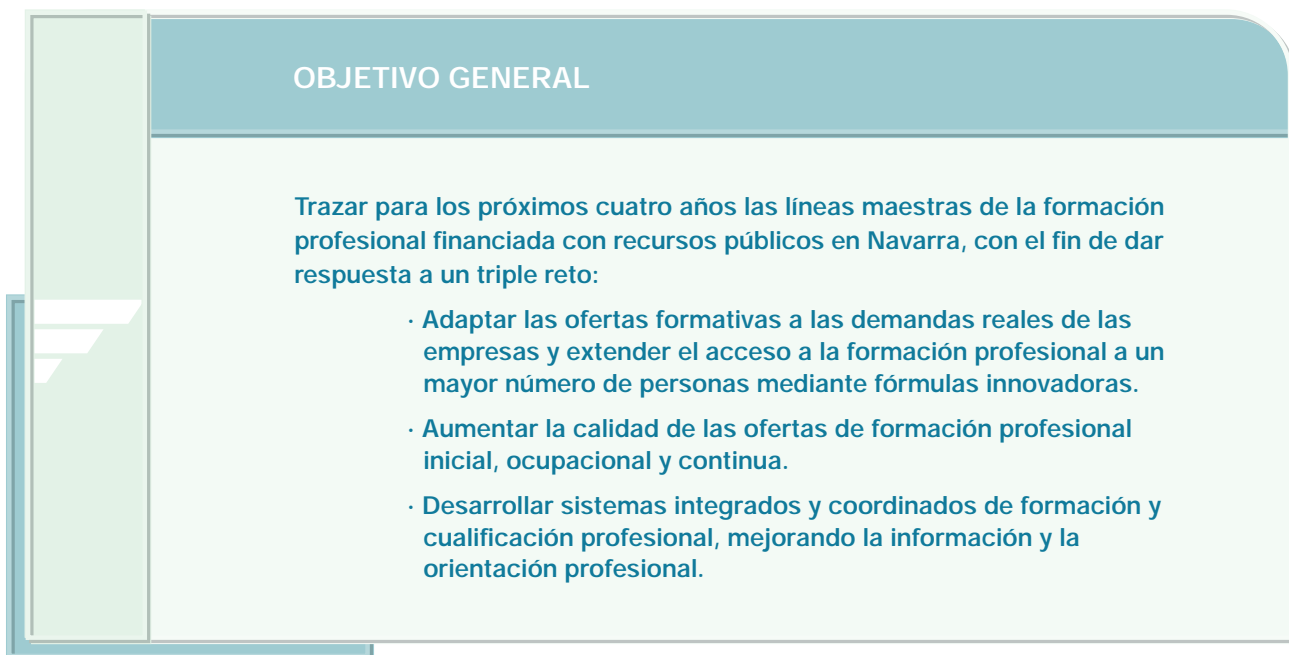 OBJETIVO GENERAL
Trazar para los próximos cuatro años las líneas maestras de la formación
profesional financiada con recursos públicos en Navarra, con el fin de dar
respuesta a un triple reto:
· Adaptar las ofertas formativas a las demandas reales de las
empresas y extender el acceso a la formación profesional a un
mayor número de personas mediante fórmulas innovadoras.
· Aumentar la calidad de las ofertas de formación profesional
inicial, ocupacional y continua.
· Desarrollar sistemas integrados y coordinados de formación y
cualificación profesional, mejorando la información y la
orientación profesional.